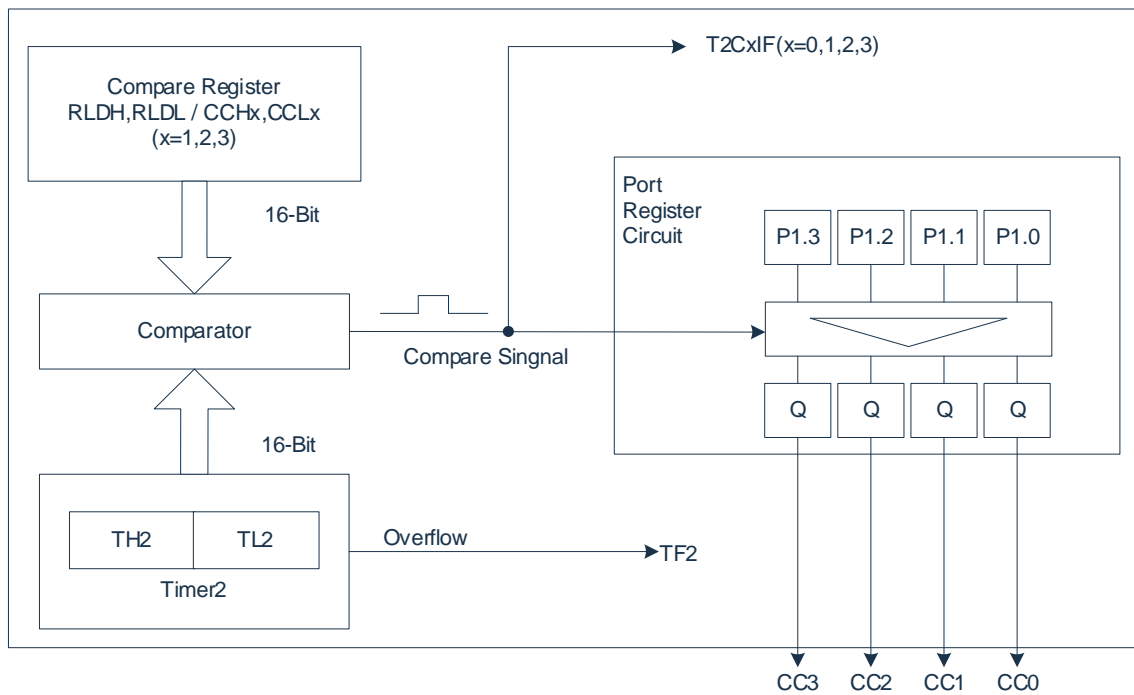 Compare Register
RLDH,RLDL / CCHx,CCLx
(x=1,2,3)
T2CxIF(x=0,1,2,3)
16-Bit
Port
Register
Circuit
P1.3 P1.2 P1.1 P1.0
Comparator
Compare Singnal
Q Q Q Q
16-Bit
TH2 TL2
Timer2
Overflow
TF2
CC3 CC2 CC1 CC0